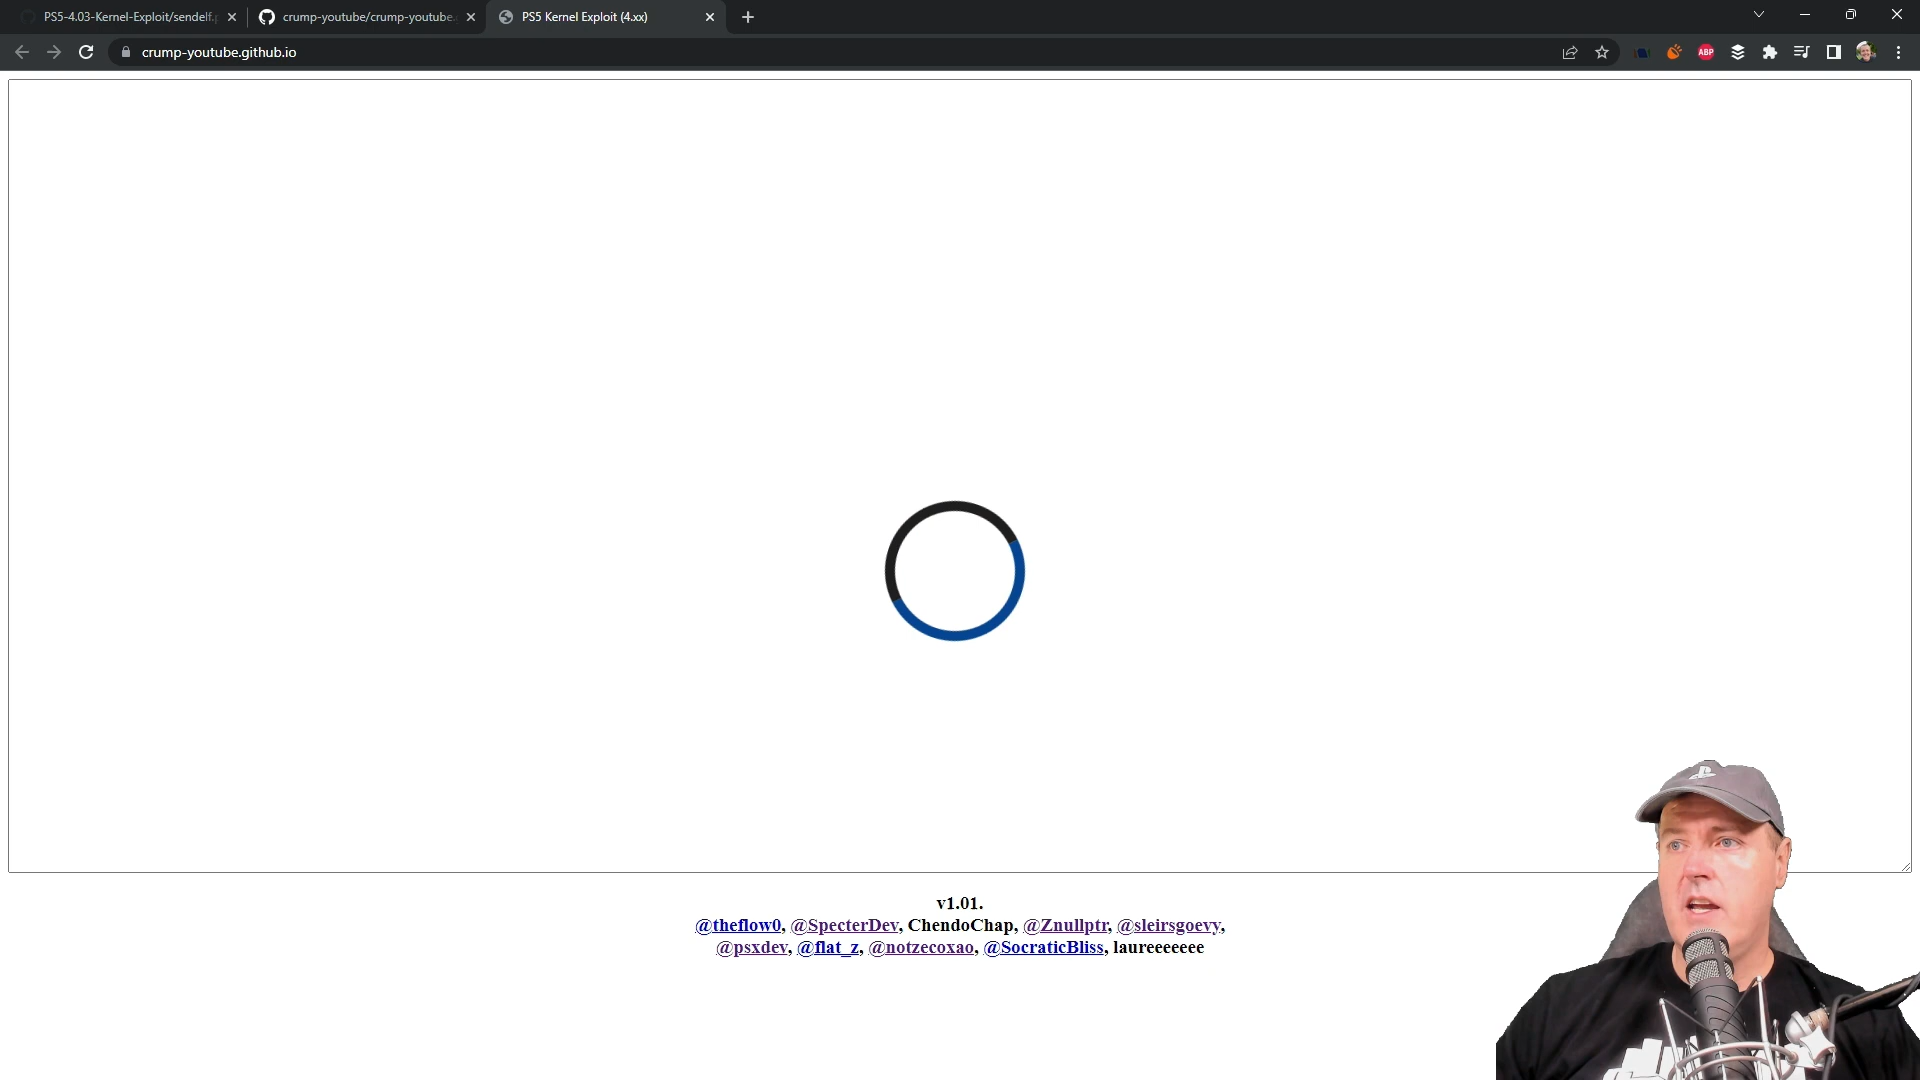 PS5-4.03-Kernel-Exploit/sendelf.p
crump-youtube/crump-youtube.
PS5 Kernel Exploit (4.xx)
crump-youtube.github.io
ABP
v1.01.
@theflow0, @SpecterDev, ChendoChap, @Znullptr, @sleirsgoevy,
@psxdev, @flat_z, @notzecoxao, @SocraticBliss, laureeeeeee